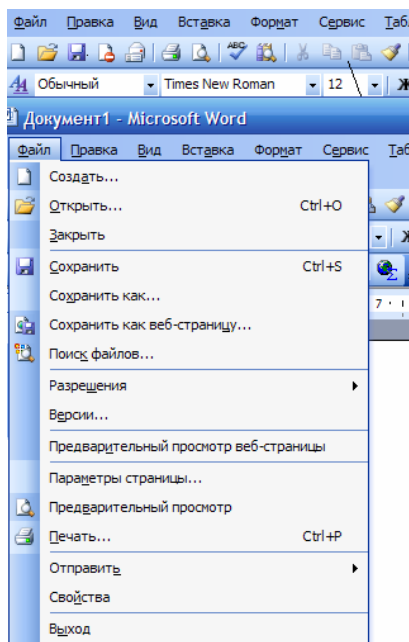 Файл Правка Вид Вставка Формат Сервис
ABC
Обычный Times New Roman 12 Ж
Документ1 - Microsoft Word
Файл Правка Вид Вставка Формат Сервис
Создать...
Открыть... Ctrl+O
Закрыть
Сохранить Ctrl+S
Сохранить как...
Сохранить как веб-страницу...
7
Поиск файлов...
Разрешения
Версии...
Предварительный просмотр веб-страницы
Параметры страницы...
Предварительный просмотр
Печать... Ctrl+P
Отправить
Свойства
Выход